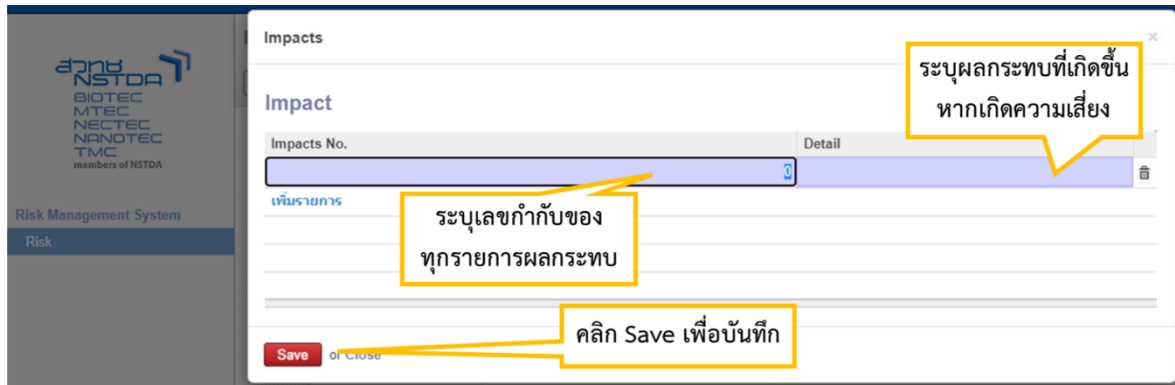 Impacts
×
สวทช
NSTDA
BIOTEC
MTEC
NECTEC
NANOTEC
TMC
members of NSTDA
Risk Management System
Risk
Impact
ระบุผลกระทบที่เกิดขึ้น
หากเกิดความเสี่ยง
Impacts No.
Detail
0
เพิ่มรายการ
ระบุเลขกำกับของ
ทุกรายการผลกระทบ
คลิก Save เพื่อบันทึก
Save or Close